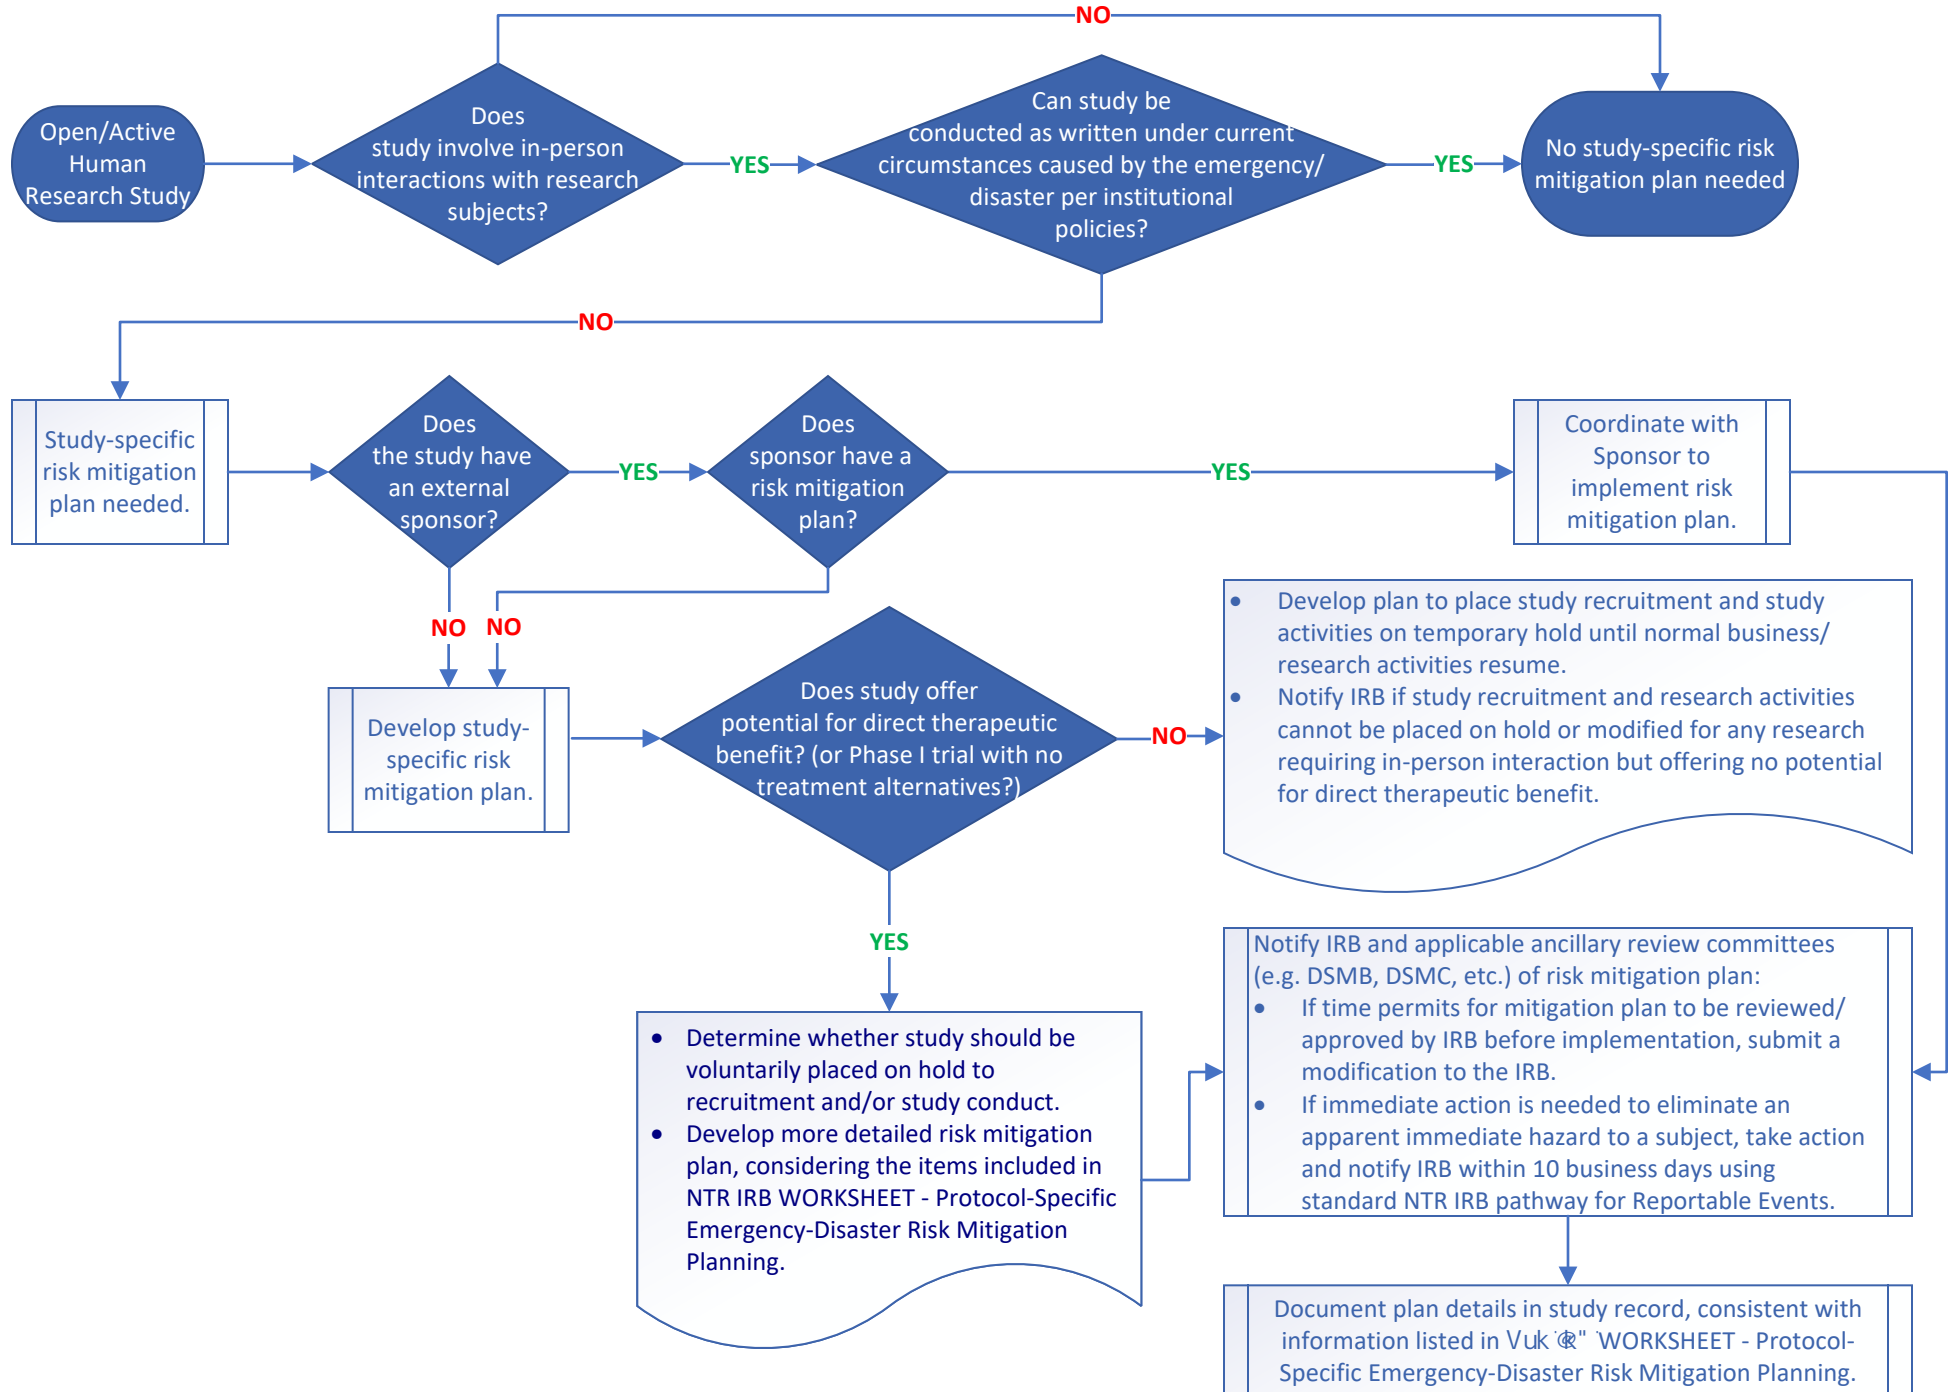 NO
Open/Active
Human
Research Study
Does
study involve in-person
interactions with research
subjects?
YES
Can study be
conducted as written under current
circumstances caused by the emergency/
disaster per institutional
policies?
YES
No study-specific risk
mitigation plan needed
NO
Study-specific
risk mitigation
plan needed.
Does
the study have
an external
sponsor?
YES
Does
sponsor have a
risk mitigation
plan?
YES
Coordinate with
Sponsor to
implement risk
mitigation plan.
NO
NO
Develop study-
specific risk
mitigation plan.
Does study offer
potential for direct therapeutic
benefit? (or Phase I trial with no
treatment alternatives?)
NO
• Develop plan to place study recruitment and study
activities on temporary hold until normal business/
research activities resume.
• Notify IRB if study recruitment and research activities
cannot be placed on hold or modified for any research
requiring in-person interaction but offering no potential
for direct therapeutic benefit.
YES
• Determine whether study should be
voluntarily placed on hold to
recruitment and/or study conduct.
• Develop more detailed risk mitigation
plan, considering the items included in
NTR IRB WORKSHEET - Protocol-Specific
Emergency-Disaster Risk Mitigation
Planning.
Notify IRB and applicable ancillary review committees
(e.g. DSMB, DSMC, etc.) of risk mitigation plan:
• If time permits for mitigation plan to be reviewed/
approved by IRB before implementation, submit a
modification to the IRB.
• If immediate action is needed to eliminate an
apparent immediate hazard to a subject, take action
and notify IRB within 10 business days using
standard NTR IRB pathway for Reportable Events.
Document plan details in study record, consistent with
information listed in WORKSHEET - Protocol-
Specific Emergency-Disaster Risk Mitigation Planning.